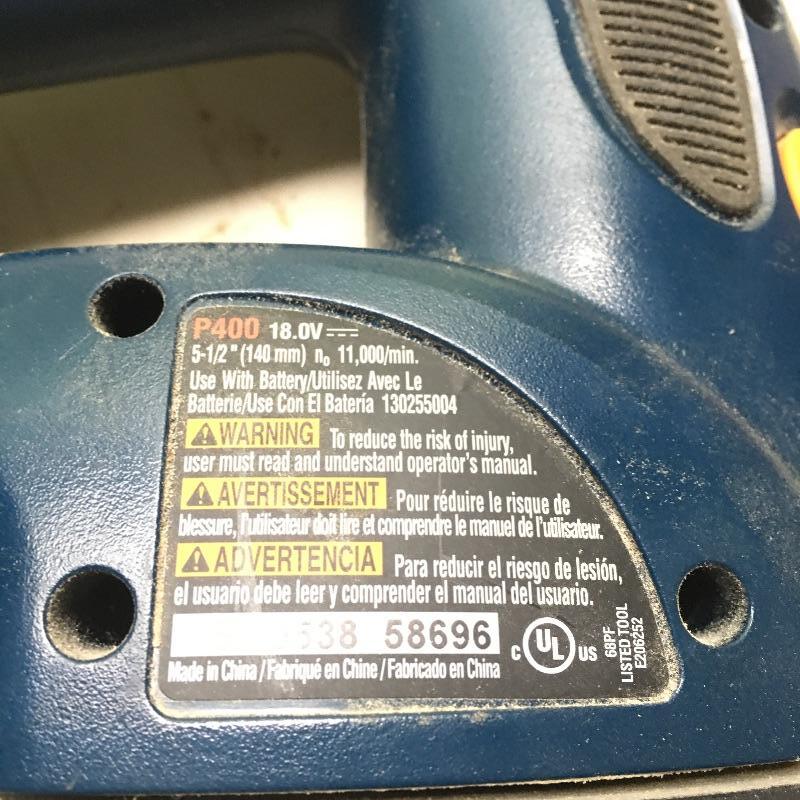 P400 18.0V
5-1/2" (140 mm) n₀ 11,000/min.
Use With Battery/Utilisez Avec Le
Batterie/Use Con El Batería 130255004
WARNING To reduce the risk of injury,
user must read and understand operator's manual.
AVERTISSEMENT Pour réduire le risque de
blessure, l'utilisateur doit lire et comprendre le manuel de l'utilisateur.
ADVERTENCIA Para reducir el riesgo de lesión,
el usuario debe leer y comprender el manual del usuario.
58696
Made in China / Fabriqué en Chine / Fabricado en China
C UL US
68PF
LISTED TOOL
E206252